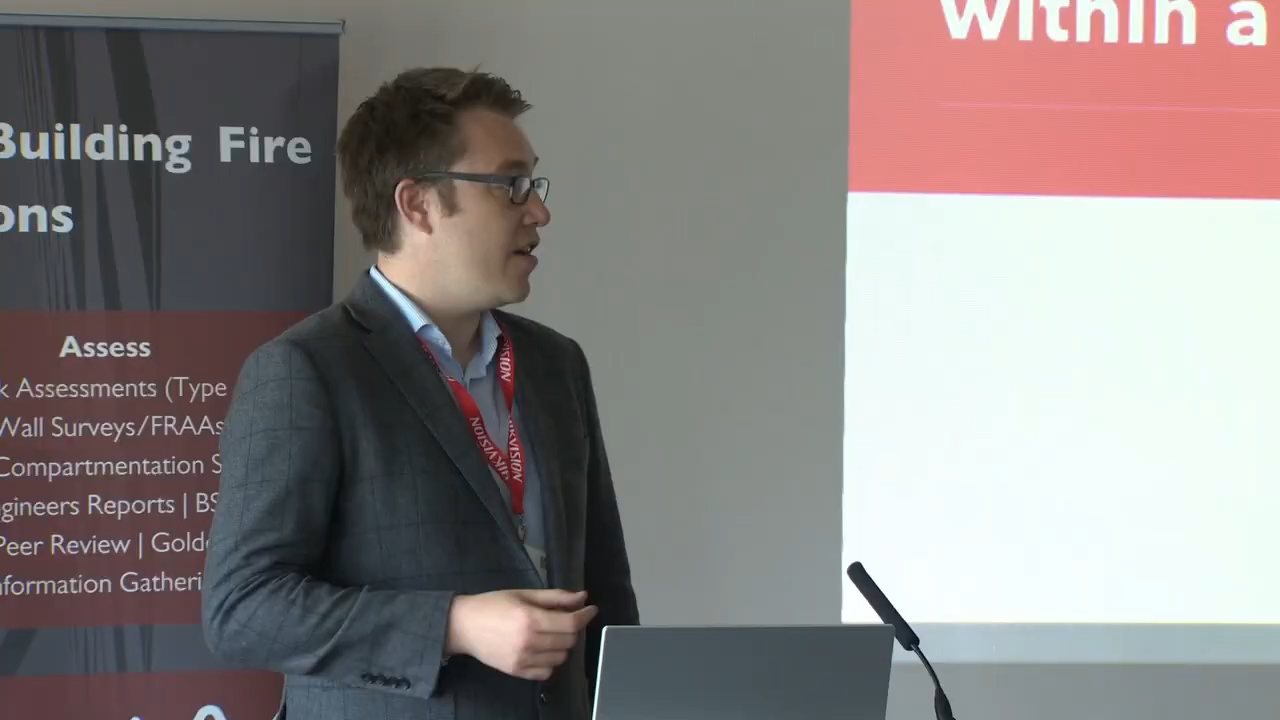 Building Fire
ons
Assess
k Assessments (Type
Wall Surveys/FRAAs
Compartmentation S
gineers Reports | BS
Peer Review | Gold
nformation Gatheri
HIKVISION
HIKVISION
HIKVISION
within a